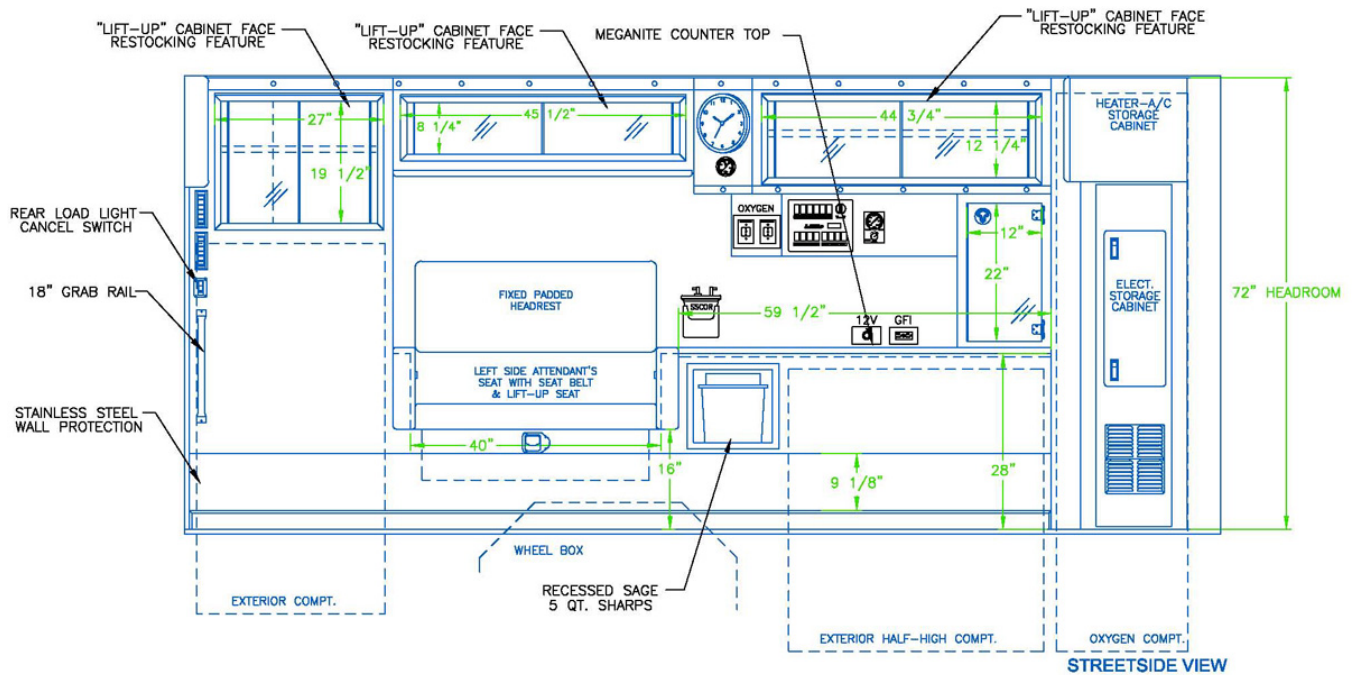 "LIFT-UP" CABINET FACE
RESTOCKING FEATURE
"LIFT-UP" CABINET FACE
RESTOCKING FEATURE
MEGANITE COUNTER TOP
"LIFT-UP" CABINET FACE
RESTOCKING FEATURE
27"
19 1/2"
8 1/4"
45 1/2"
44 3/4"
12 1/4"
HEATER-A/C
STORAGE
CABINET
REAR LOAD LIGHT
CANCEL SWITCH
OXYGEN
12"
22"
18" GRAB RAIL
FIXED PADDED
HEADREST
SSCOR
59 1/2"
12V
GFI
ELECT.
STORAGE
CABINET
72" HEADROOM
LEFT SIDE ATTENDANT'S
SEAT WITH SEAT BELT
& LIFT-UP SEAT
STAINLESS STEEL
WALL PROTECTION
40"
16"
9 1/8"
28"
WHEEL BOX
RECESSED SAGE
5 QT. SHARPS
EXTERIOR COMPT.
EXTERIOR HALF-HIGH COMPT.
OXYGEN COMPT.
STREETSIDE VIEW